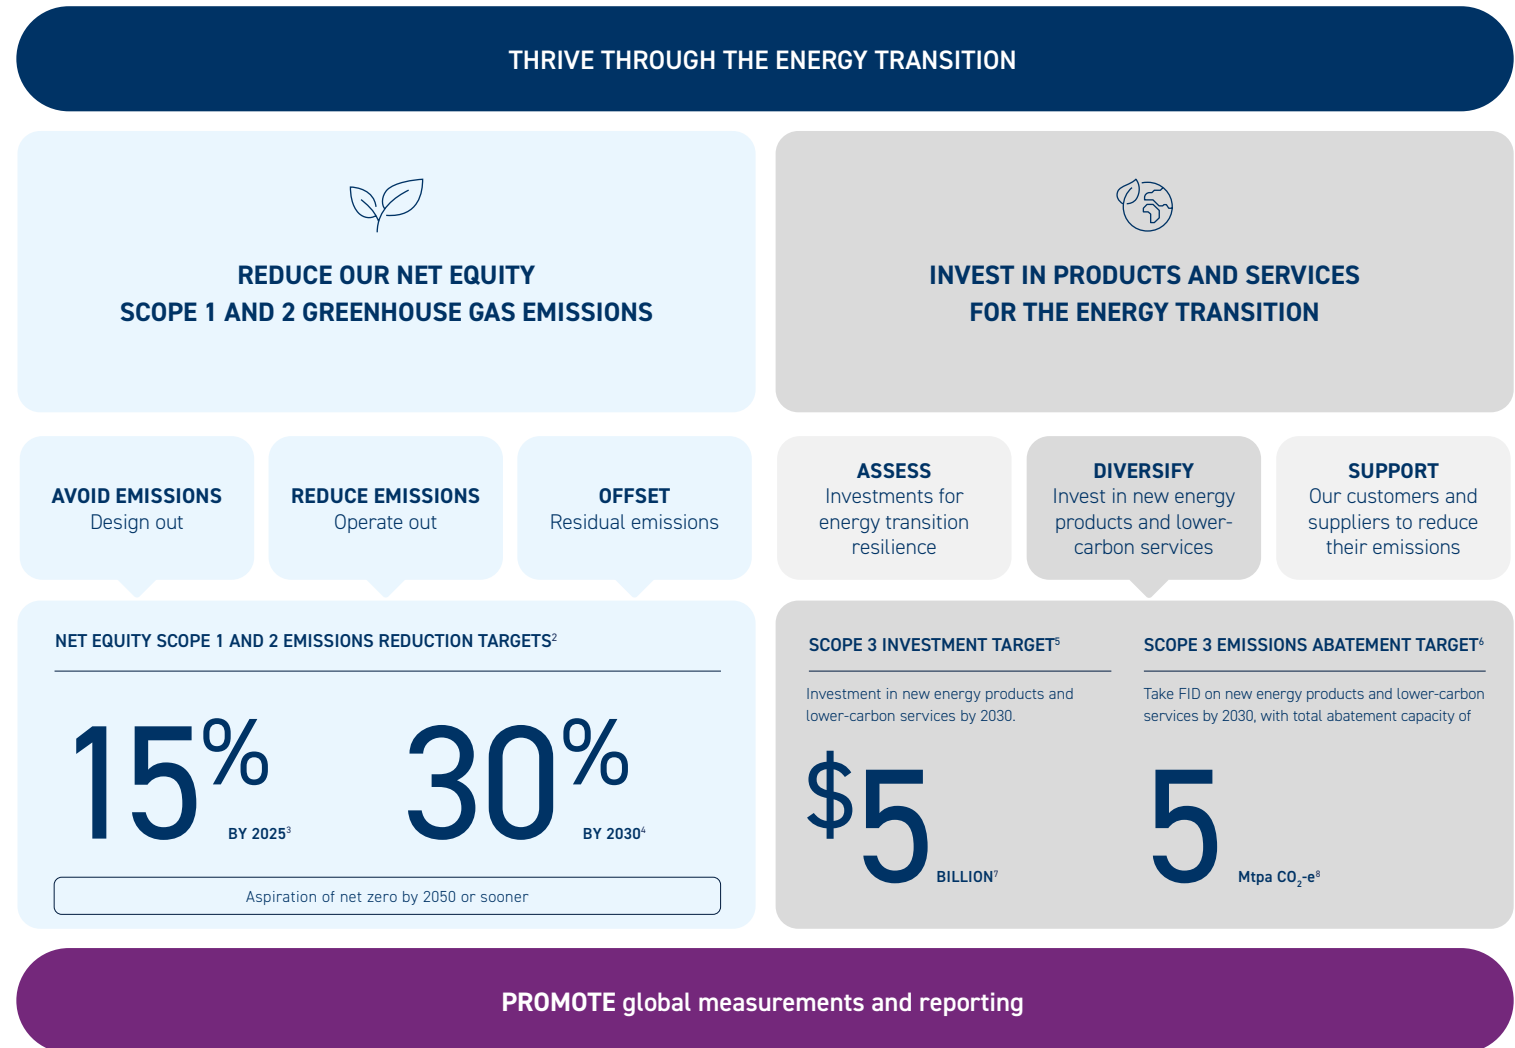 THRIVE THROUGH THE ENERGY TRANSITION
REDUCE OUR NET EQUITY
SCOPE 1 AND 2 GREENHOUSE GAS EMISSIONS
INVEST IN PRODUCTS AND SERVICES
FOR THE ENERGY TRANSITION
AVOID EMISSIONS
Design out
REDUCE EMISSIONS
Operate out
OFFSET
Residual emissions
ASSESS
Investments for
energy transition
resilience
DIVERSIFY
Invest in new energy
products and lower-
carbon services
SUPPORT
Our customers and
suppliers to reduce
their emissions
NET EQUITY SCOPE 1 AND 2 EMISSIONS REDUCTION TARGETS²
15%
BY 2025³
30%
BY 2030⁴
Aspiration of net zero by 2050 or sooner
SCOPE 3 INVESTMENT TARGET⁵
Investment in new energy products and
lower-carbon services by 2030.
$5
BILLION⁷
SCOPE 3 EMISSIONS ABATEMENT TARGET⁶
Take FID on new energy products and lower-carbon
services by 2030, with total abatement capacity of
5
Mtpa CO₂-e⁸
PROMOTE global measurements and reporting